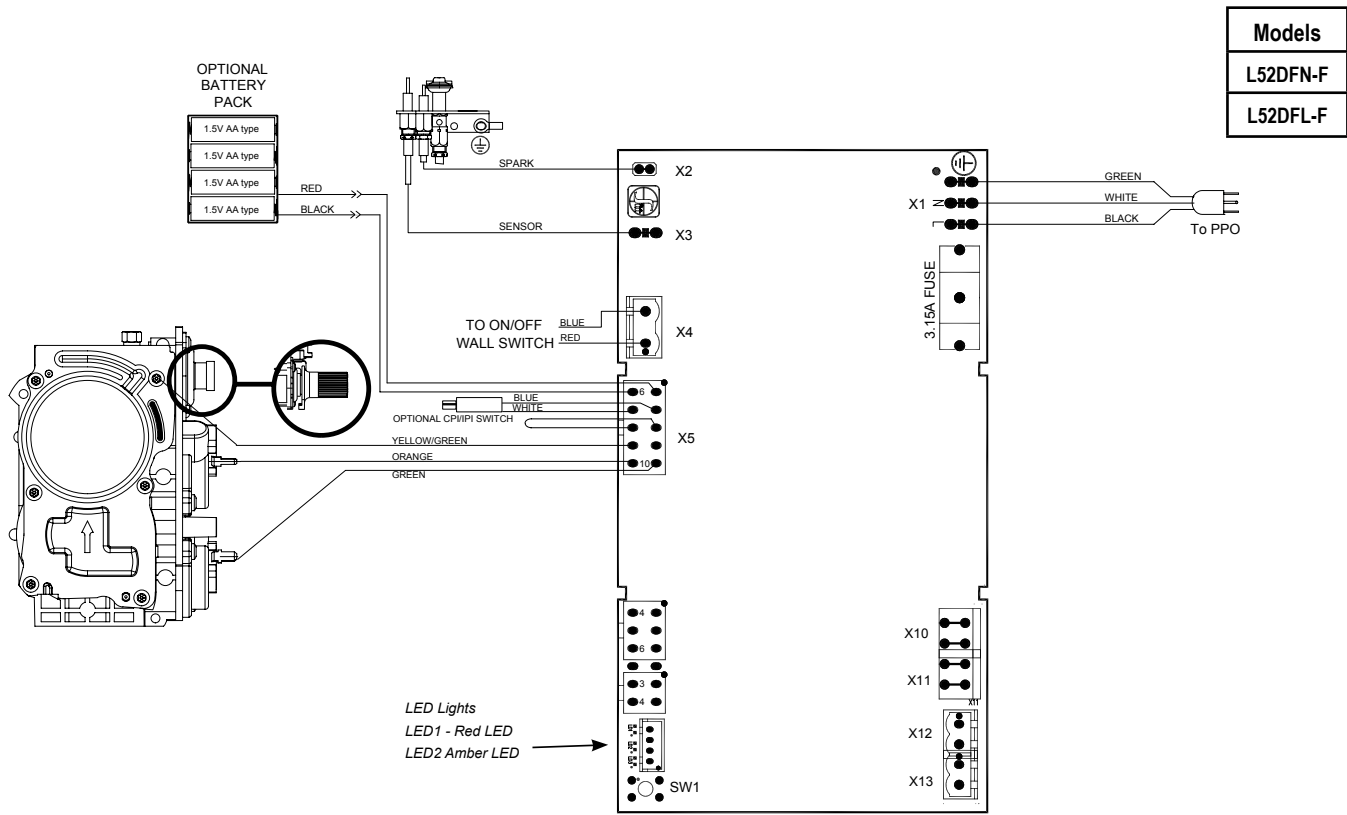 Models
L52DFN-F
L52DFL-F
OPTIONAL
BATTERY
PACK
1.5V AA type
1.5V AA type
1.5V AA type
1.5V AA type
RED
BLACK
SPARK
X2
SENSOR
X3
GREEN
WHITE
BLACK
X1
N
L
To PPO
3.15A FUSE
TO ON/OFF
WALL SWITCH
BLUE
RED
X4
6
BLUE
WHITE
OPTIONAL CPI/IPI SWITCH
X5
YELLOW/GREEN
ORANGE
10
GREEN
4
6
3
4
X10
X11
X11
X12
X13
LED Lights
LED1 - Red LED
LED2 Amber LED
SW1